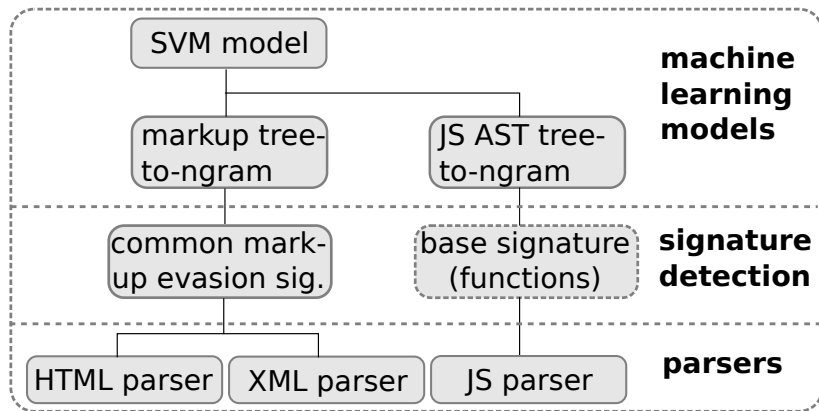 SVM model
machine
learning
models
markup tree-
to-ngram
JS AST tree-
to-ngram
common mark-
up evasion sig.
base signature
(functions)
signature
detection
HTML parser
XML parser
JS parser
parsers